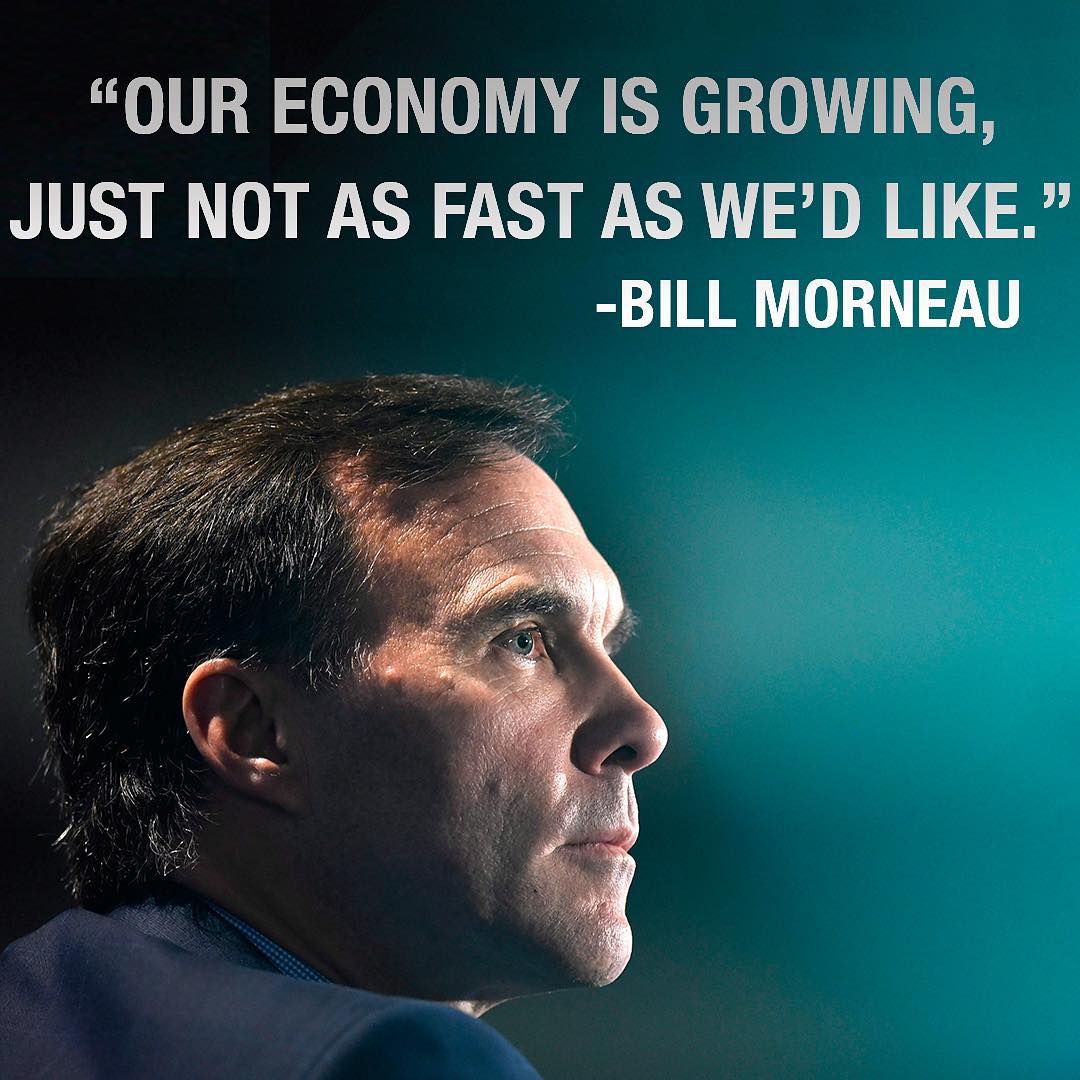 “OUR ECONOMY IS GROWING,
JUST NOT AS FAST AS WE’D LIKE.”
-BILL MORNEAU